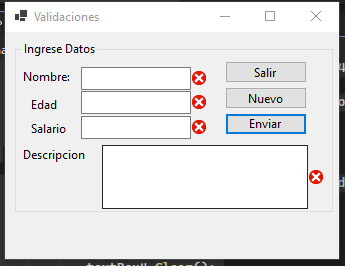 Validaciones
Ingrese Datos
Nombre:
Salir
Edad
Nuevo
Salario
Enviar
Descripcion